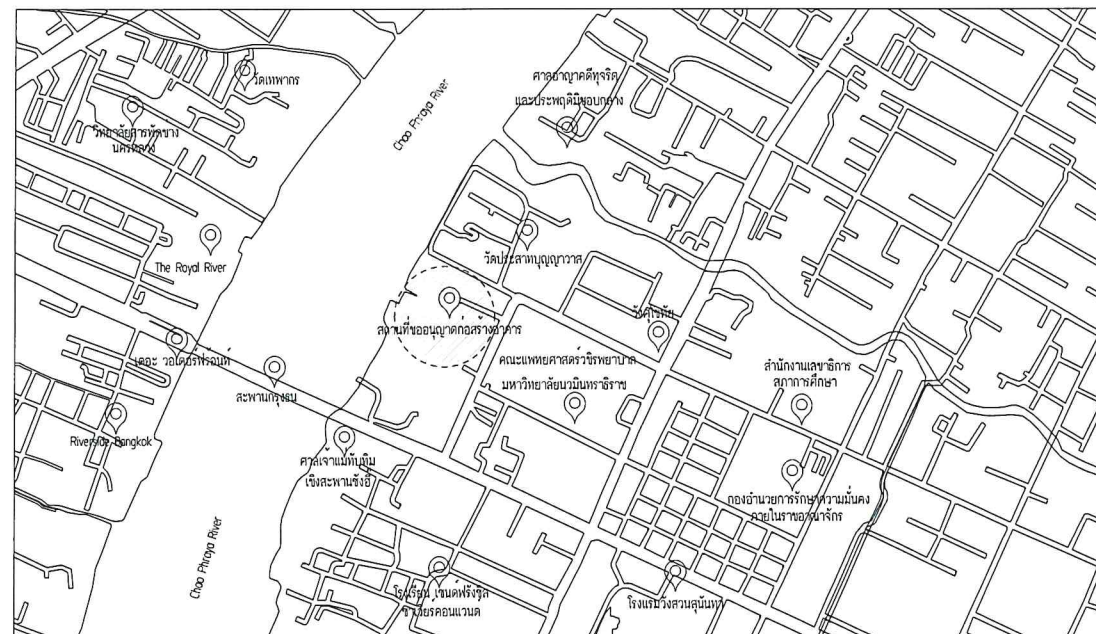 วัดเทพากร
วิทยาลัยการพัฒนา
นครหลวง
Chao Phraya River
ศาลอาญาคดีทุจริต
และประพฤติมิชอบกลาง
The Royal River
วัดประสาทบุญญาวาส
สถานที่ขออนุญาตก่อสร้างอาคาร
วังศุโขทัย
เดอะ วอเตอร์ฟร้อนท์
คณะแพทยศาสตร์วชิรพยาบาล
มหาวิทยาลัยนวมินทราธิราช
สำนักงานเลขาธิการ
สภาการศึกษา
สะพานกรุงธน
Riverside Bangkok
ศาลเจ้าแม่ทับทิม
เชิงสะพานซังฮี้
กองอำนวยการรักษาความมั่นคง
ภายในราชอาณาจักร
Chao Phraya River
โรงเรียน เซนต์ฟรังซีส
ซาเวียร์คอนแวนต์
โรงแรมวังสวนสุนันทา